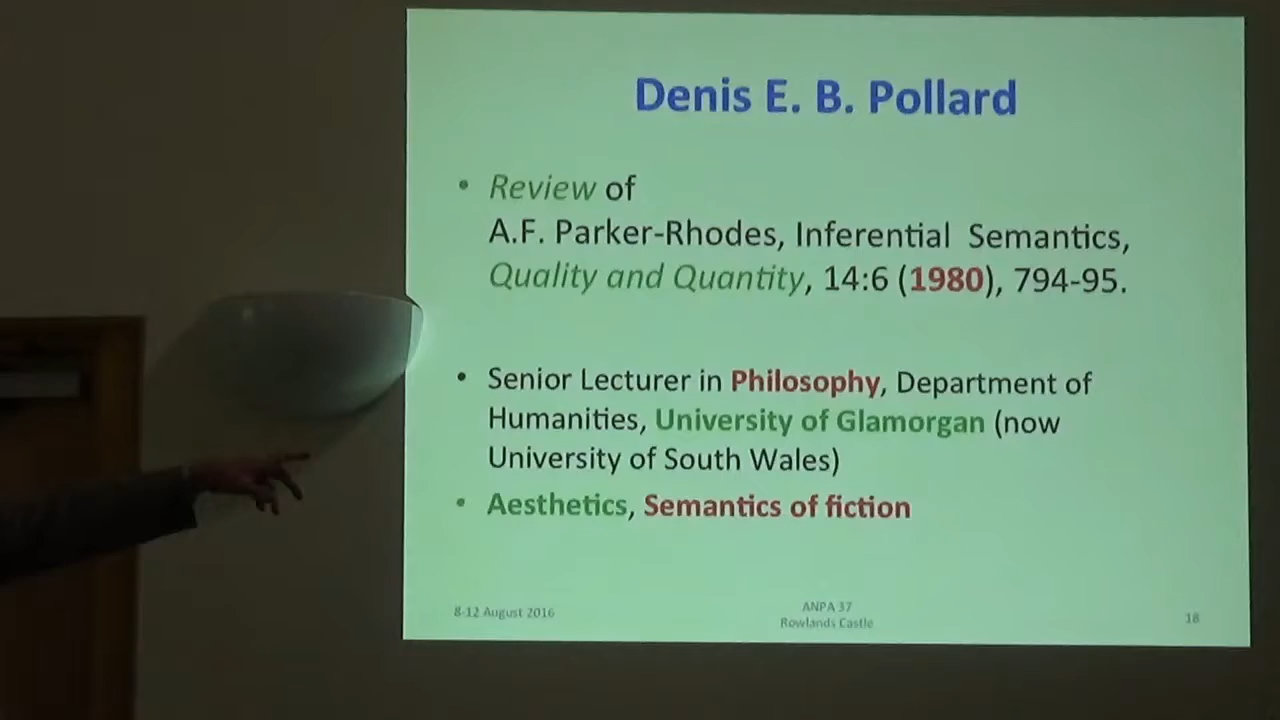 Denis E. B. Pollard
• Review of
A.F. Parker-Rhodes, Inferential Semantics,
Quality and Quantity, 14:6 (1980), 794-95.
• Senior Lecturer in Philosophy, Department of
Humanities, University of Glamorgan (now
University of South Wales)
• Aesthetics, Semantics of fiction
8-12 August 2016
ANPA 37
Rowlands Castle
18